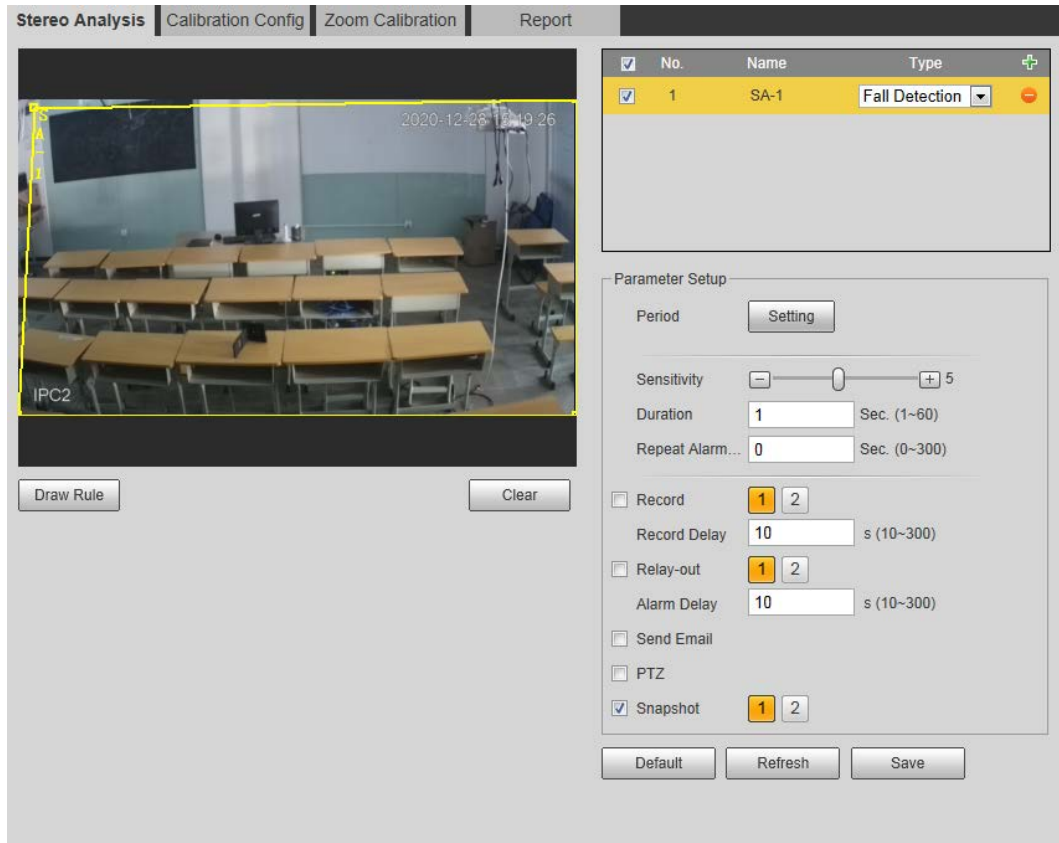 Stereo Analysis Calibration Config Zoom Calibration Report
No. Name Type
1 SA-1 Fall Detection
2020-12-28
SA-1
IPC2
Draw Rule Clear
Parameter Setup
Period Setting
Sensitivity 5
Duration 1 Sec. (1~60)
Repeat Alarm... 0 Sec. (0~300)
Record 1 2
Record Delay 10 s (10~300)
Relay-out 1 2
Alarm Delay 10 s (10~300)
Send Email
PTZ
Snapshot 1 2
Default Refresh Save